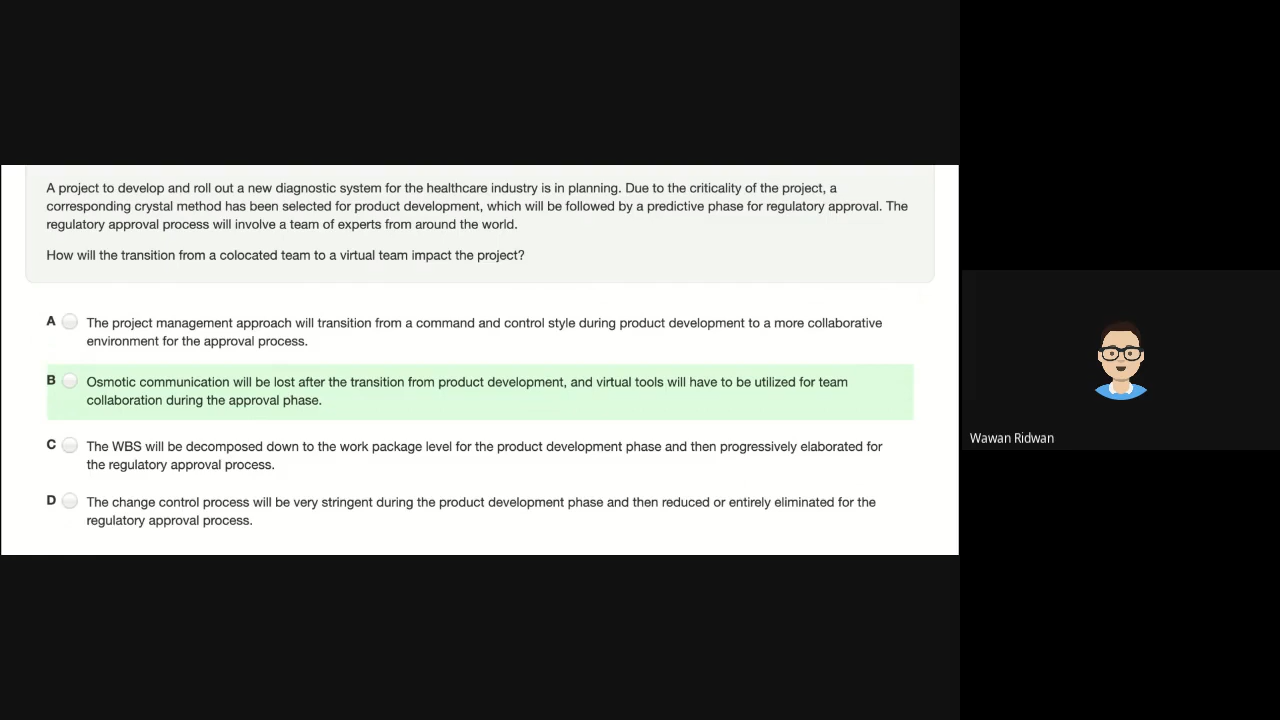 A project to develop and roll out a new diagnostic system for the healthcare industry is in planning. Due to the criticality of the project, a
corresponding crystal method has been selected for product development, which will be followed by a predictive phase for regulatory approval. The
regulatory approval process will involve a team of experts from around the world.
How will the transition from a colocated team to a virtual team impact the project?
A The project management approach will transition from a command and control style during product development to a more collaborative
environment for the approval process.
B Osmotic communication will be lost after the transition from product development, and virtual tools will have to be utilized for team
collaboration during the approval phase.
C The WBS will be decomposed down to the work package level for the product development phase and then progressively elaborated for
the regulatory approval process.
D The change control process will be very stringent during the product development phase and then reduced or entirely eliminated for the
regulatory approval process.
Wawan Ridwan